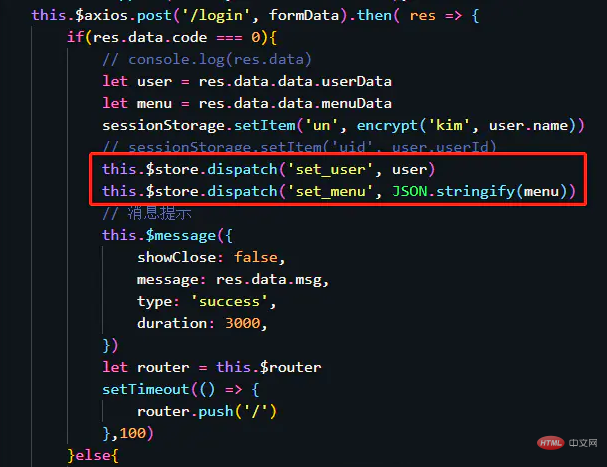 this.$axios.post('/login', formData).then( res => {
if(res.data.code === 0){
// console.log(res.data)
let user = res.data.data.userData
let menu = res.data.data.menuData
sessionStorage.setItem('un', encrypt('kim', user.name))
// sessionStorage.setItem('uid', user.userId)
this.$store.dispatch('set_user', user)
this.$store.dispatch('set_menu', JSON.stringify(menu))
// 消息提示
this.$message({
showClose: false,
message: res.data.msg,
type: 'success',
duration: 3000,
})
let router = this.$router
setTimeout(() => {
router.push('/')
},100)
}else{
HTML 中文网